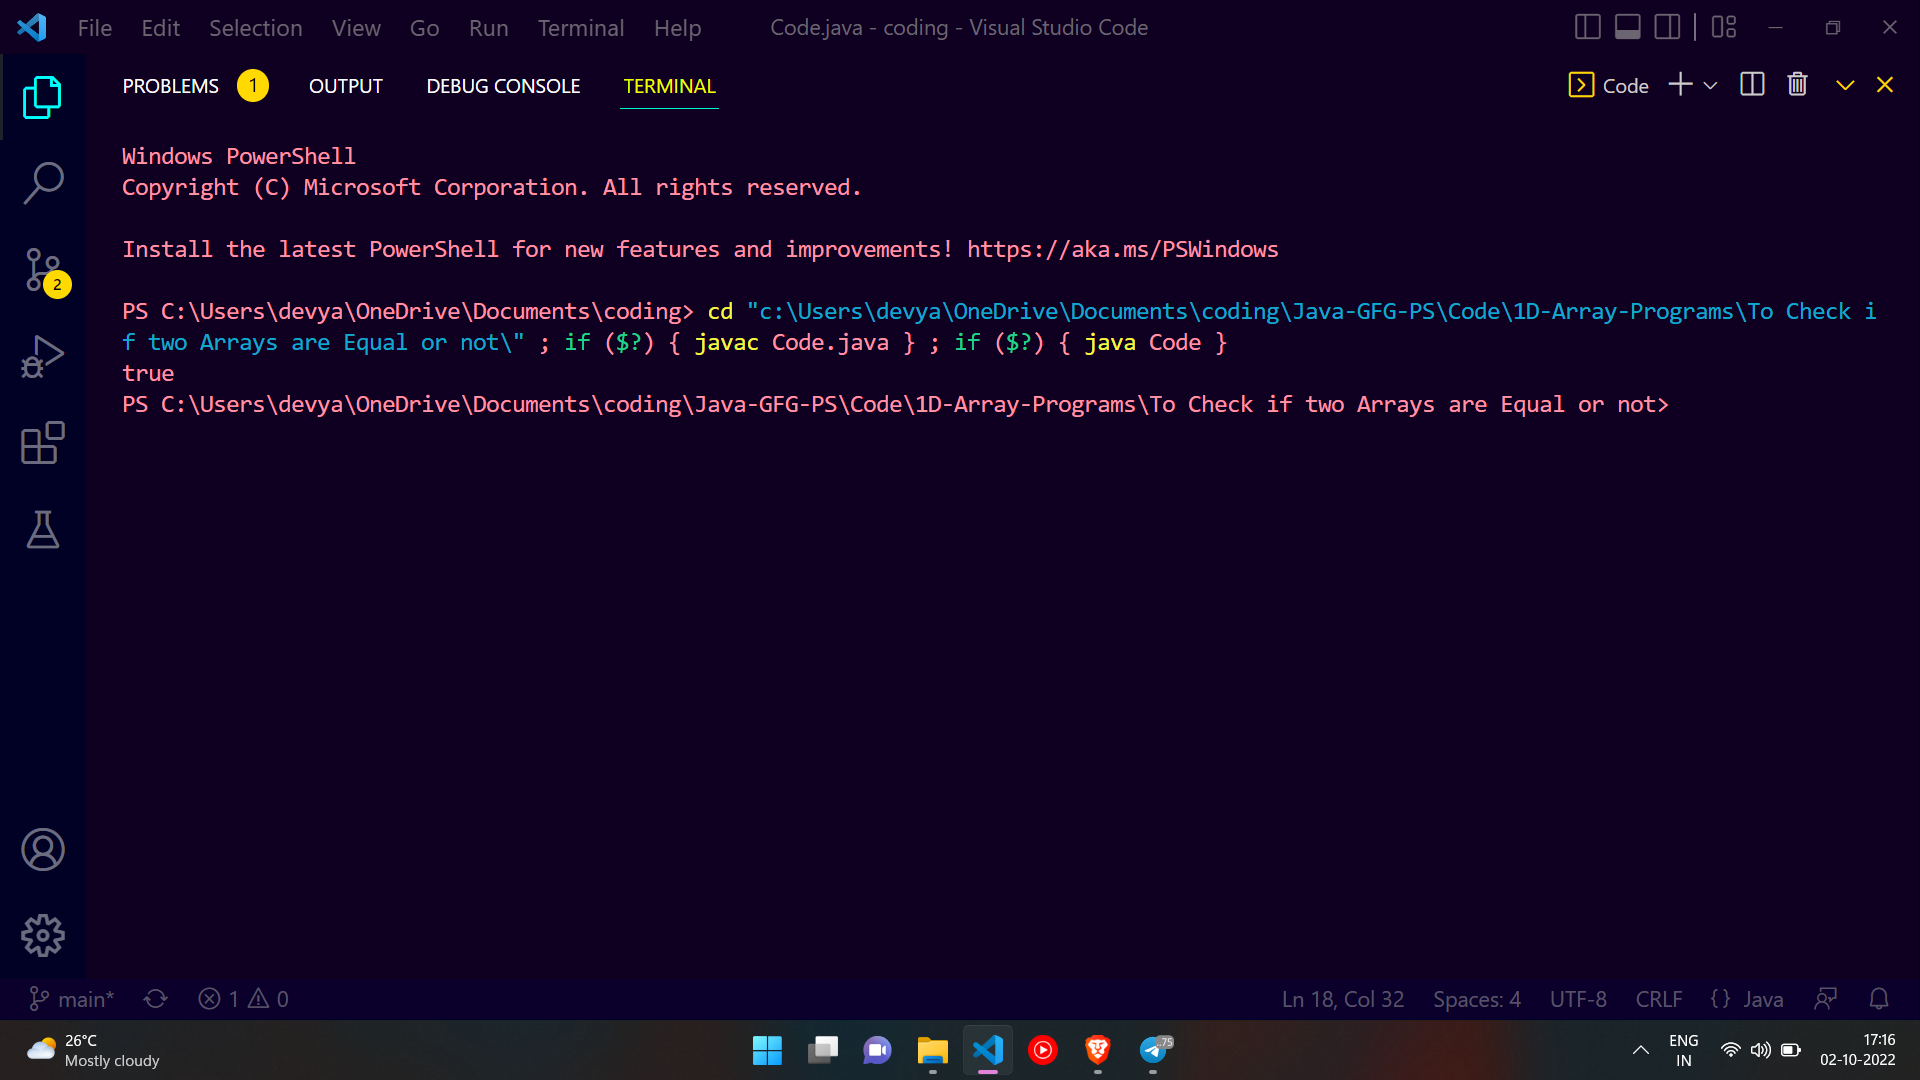 File Edit Selection View Go Run Terminal Help Code.java - coding - Visual Studio Code
PROBLEMS 1 OUTPUT DEBUG CONSOLE TERMINAL Code
Windows PowerShell
Copyright (C) Microsoft Corporation. All rights reserved.
Install the latest PowerShell for new features and improvements! https://aka.ms/PSWindows
PS C:\Users\devya\OneDrive\Documents\coding> cd "c:\Users\devya\OneDrive\Documents\coding\Java-GFG-PS\Code\1D-Array-Programs\To Check i
f two Arrays are Equal or not\" ; if ($?) { javac Code.java } ; if ($?) { java Code }
true
PS C:\Users\devya\OneDrive\Documents\coding\Java-GFG-PS\Code\1D-Array-Programs\To Check if two Arrays are Equal or not>
2
main* 1 0 Ln 18, Col 32 Spaces: 4 UTF-8 CRLF {} Java
26°C
Mostly cloudy
..75
ENG
IN
17:16
02-10-2022